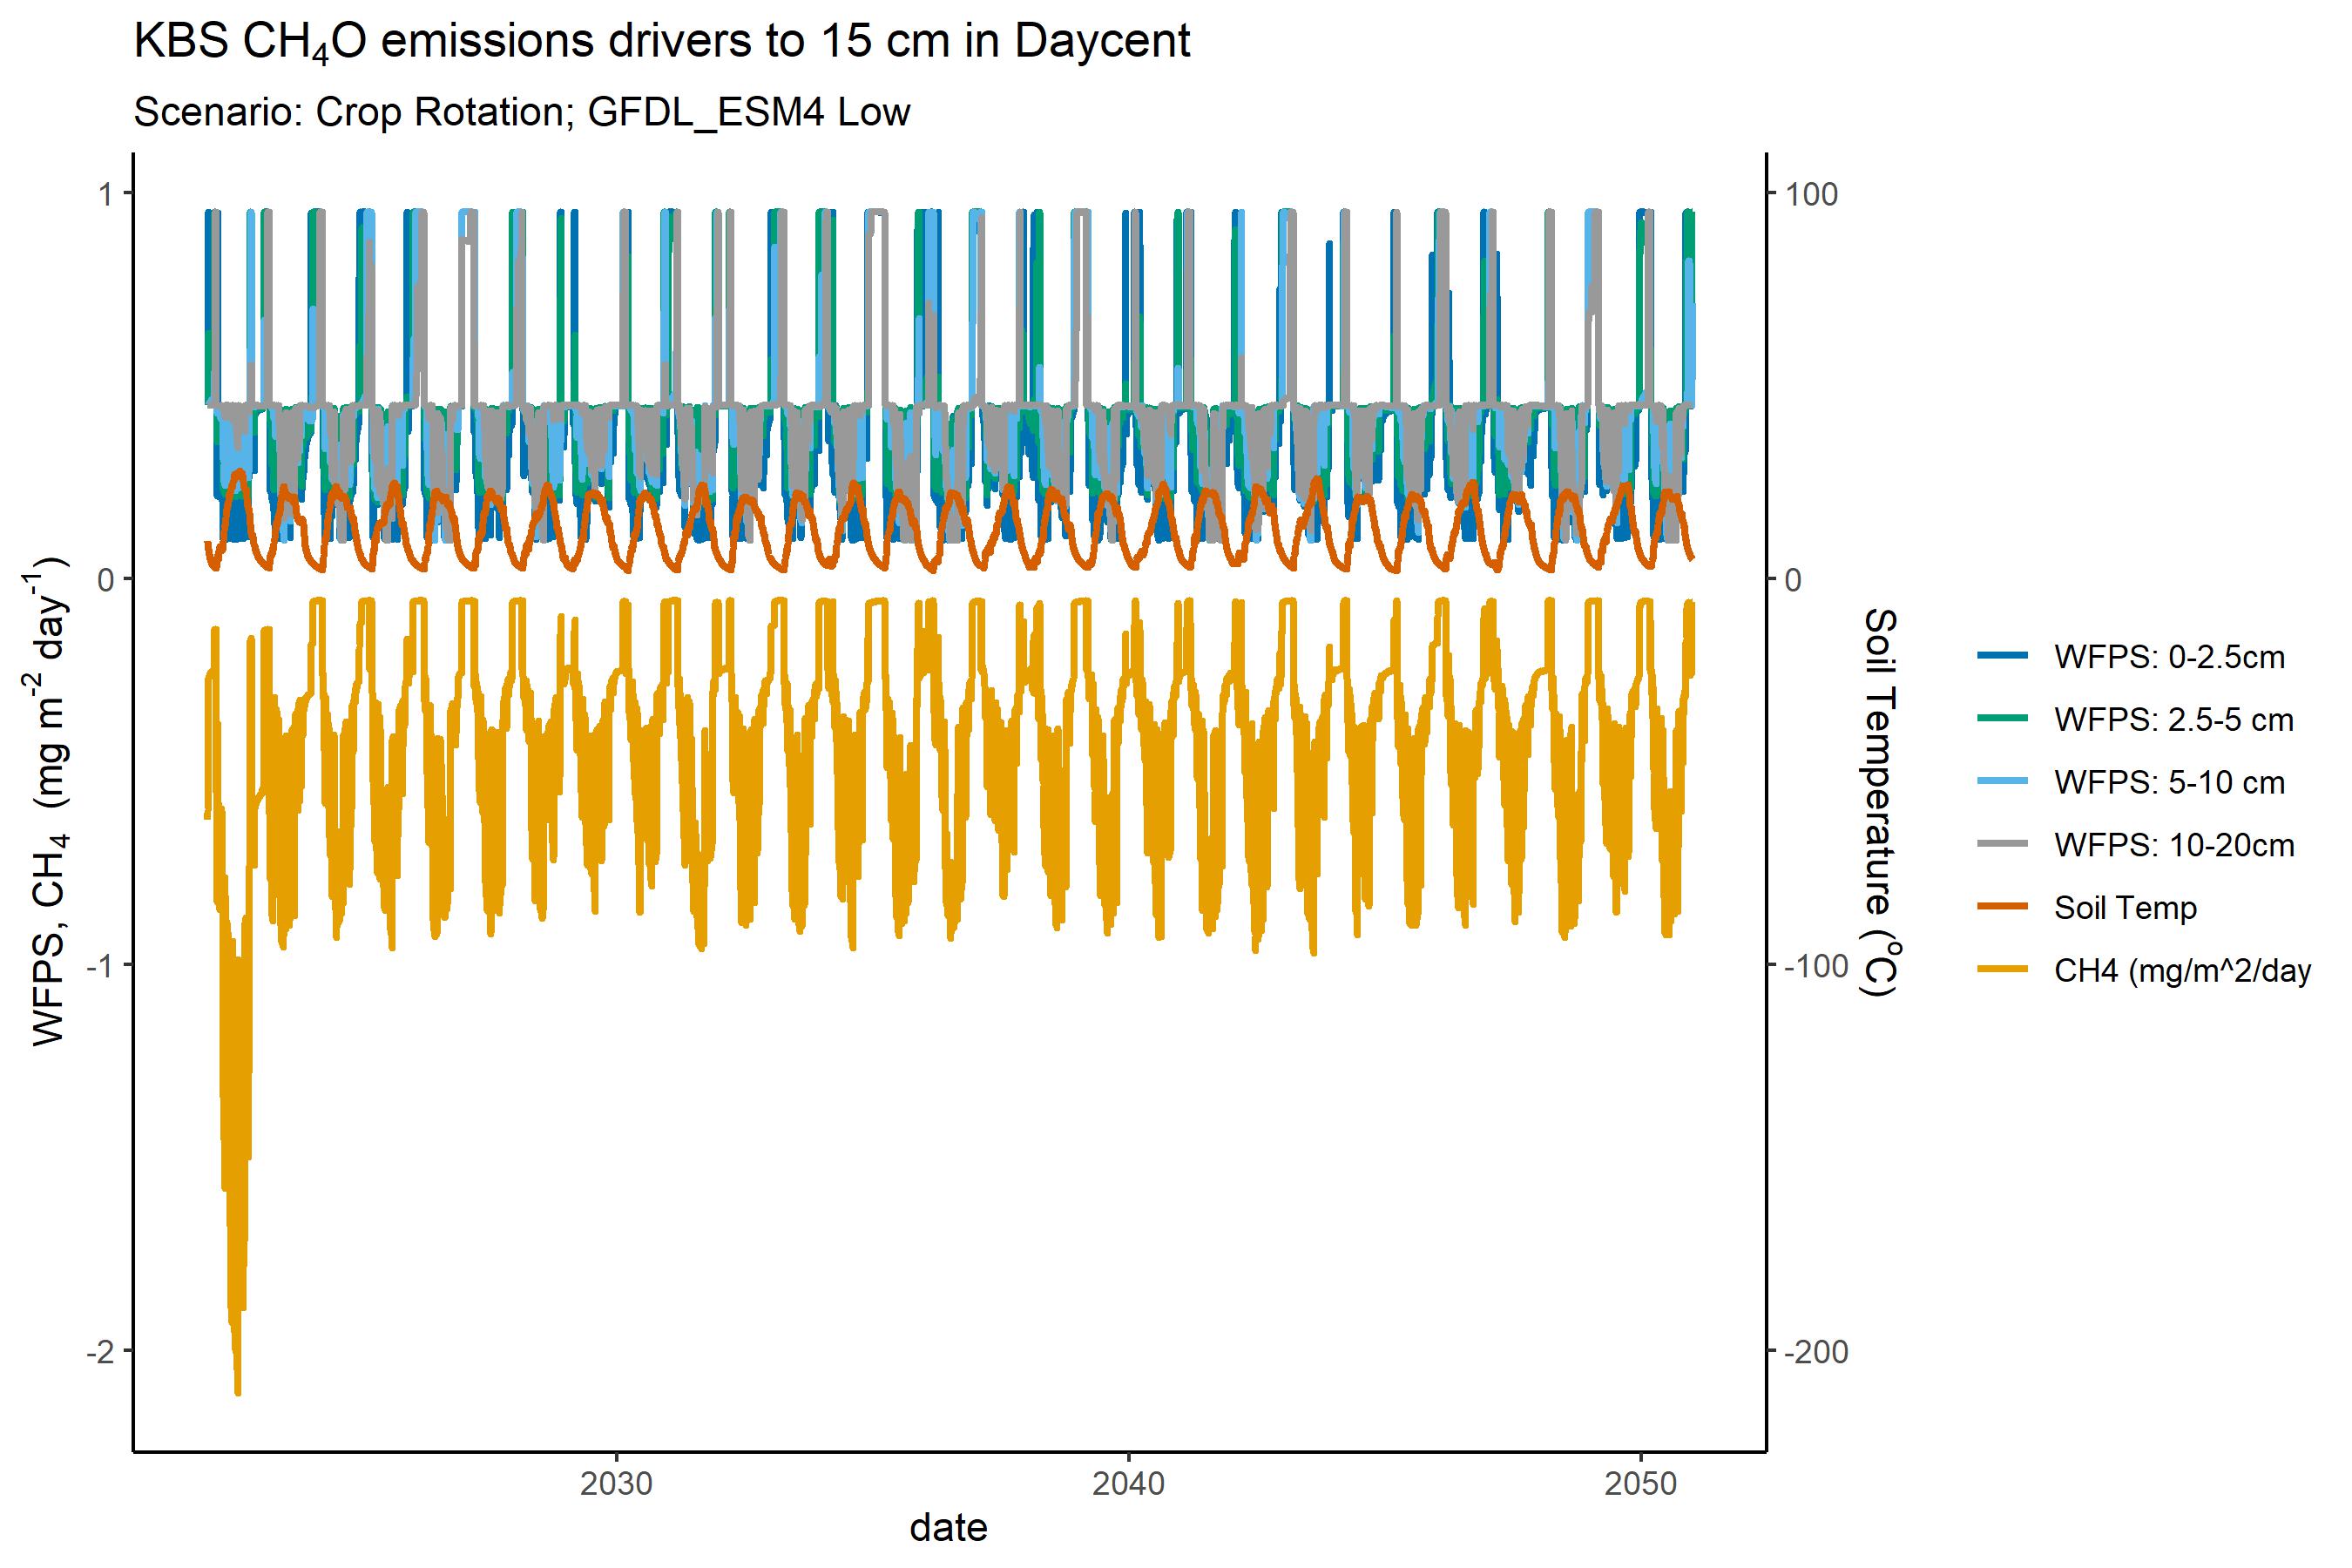 KBS CH₄O emissions drivers to 15 cm in Daycent
Scenario: Crop Rotation; GFDL_ESM4 Low
WFPS, CH₄ (mg m⁻² day⁻¹)
1
0
-1
-2
100
0
-100
-200
Soil Temperature (ºC)
2030
2040
2050
date
WFPS: 0-2.5cm
WFPS: 2.5-5 cm
WFPS: 5-10 cm
WFPS: 10-20cm
Soil Temp
CH4 (mg/m^2/day